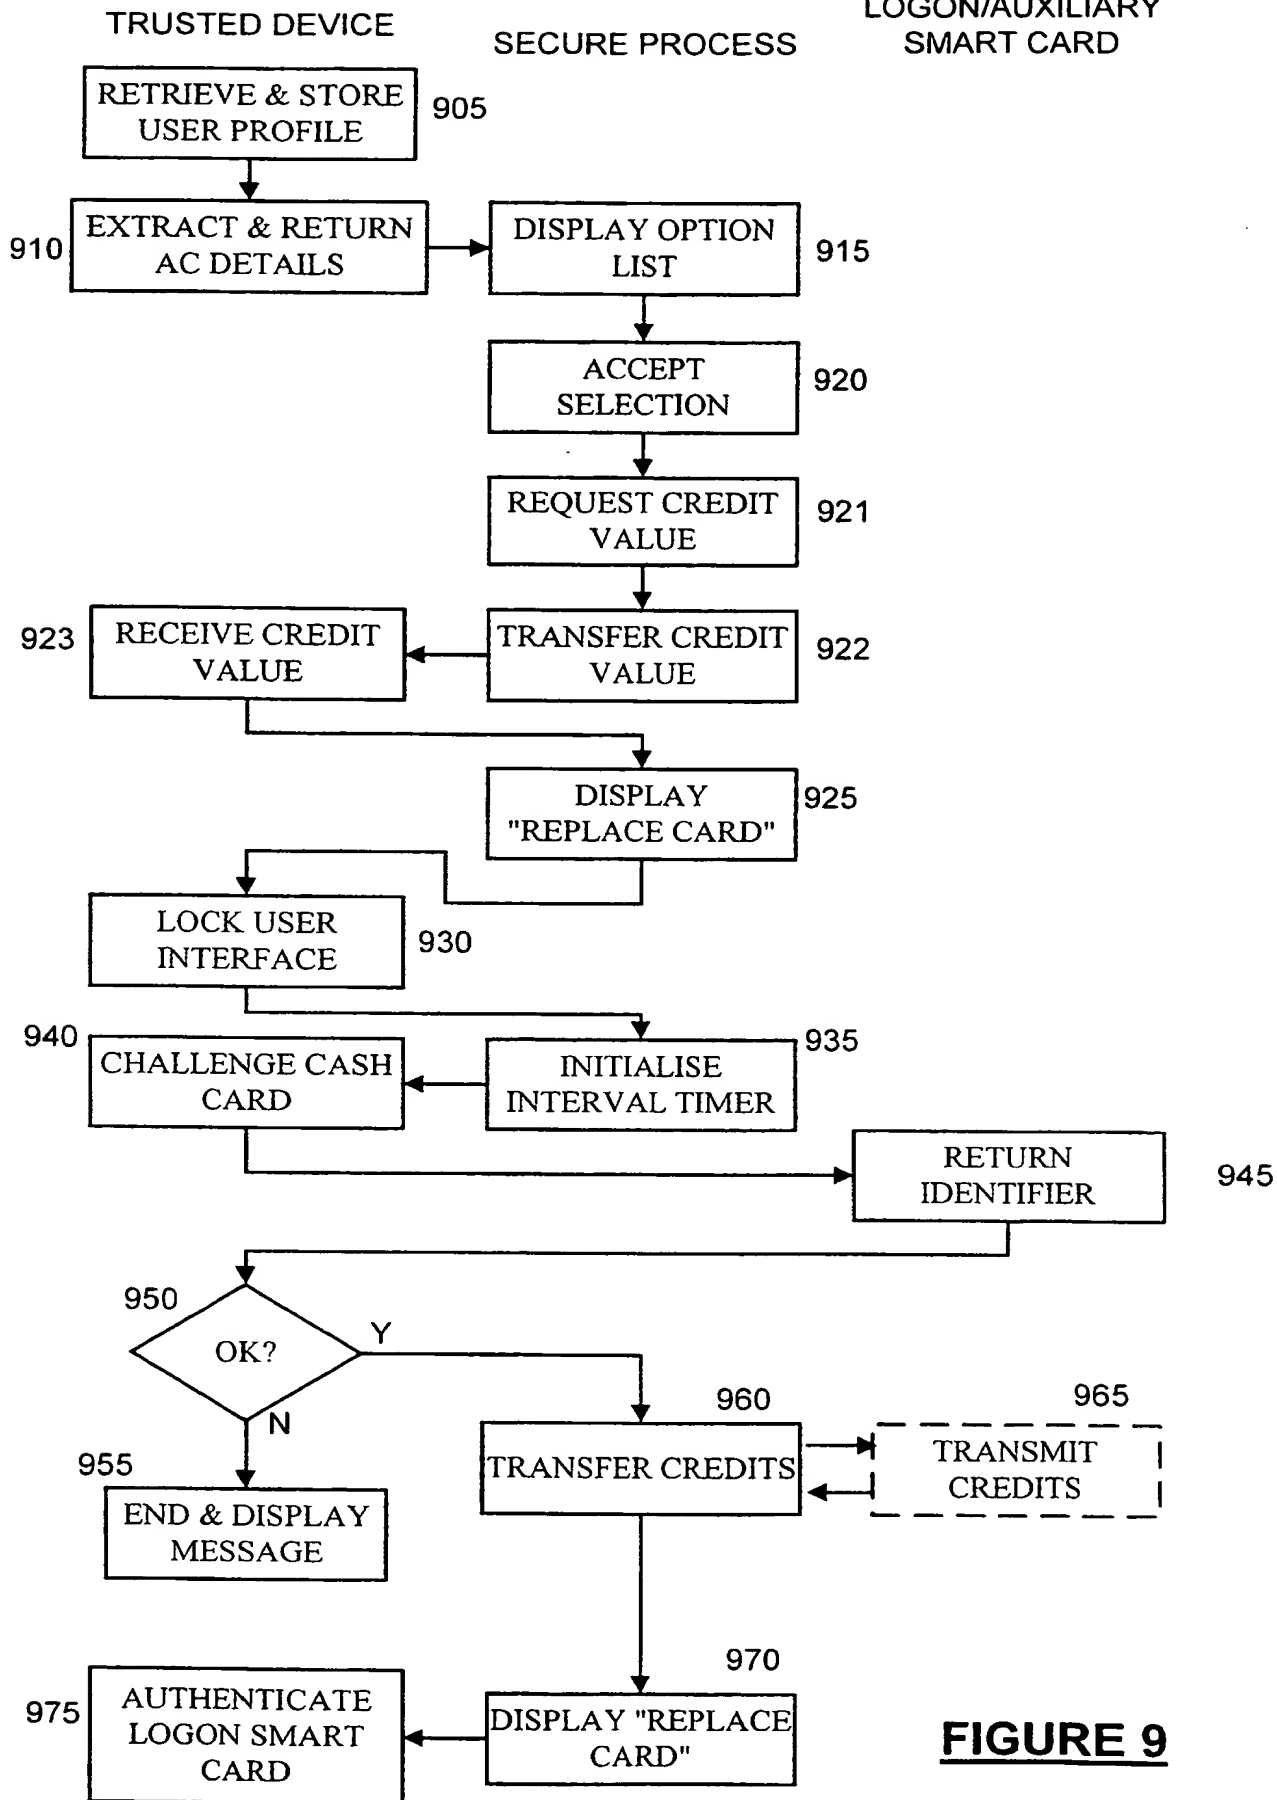 TRUSTED DEVICE
SECURE PROCESS
LOGON/AUXILIARY
SMART CARD
RETRIEVE & STORE
USER PROFILE
905
910
EXTRACT & RETURN
AC DETAILS
DISPLAY OPTION
LIST
915
ACCEPT
SELECTION
920
REQUEST CREDIT
VALUE
921
923
RECEIVE CREDIT
VALUE
TRANSFER CREDIT
VALUE
922
DISPLAY
"REPLACE CARD"
925
LOCK USER
INTERFACE
930
940
CHALLENGE CASH
CARD
INITIALISE
INTERVAL TIMER
935
RETURN
IDENTIFIER
945
950
OK?
Y
N
955
END & DISPLAY
MESSAGE
960
TRANSFER CREDITS
965
TRANSMIT
CREDITS
970
DISPLAY "REPLACE
CARD"
975
AUTHENTICATE
LOGON SMART
CARD
FIGURE 9